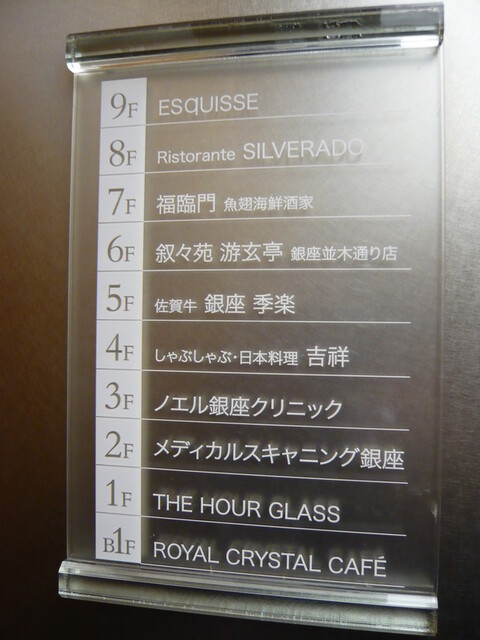 9F ESqUISSE
8F Ristorante SILVERADO
7F 福臨門 魚翅海鮮酒家
6F 叙々苑 游玄亭 銀座並木通り店
5F 佐賀牛 銀座 季楽
4F しゃぶしゃぶ・日本料理 吉祥
3F ノエル銀座クリニック
2F メディカルスキャニング銀座
1F THE HOUR GLASS
B1F ROYAL CRYSTAL CAFÉ